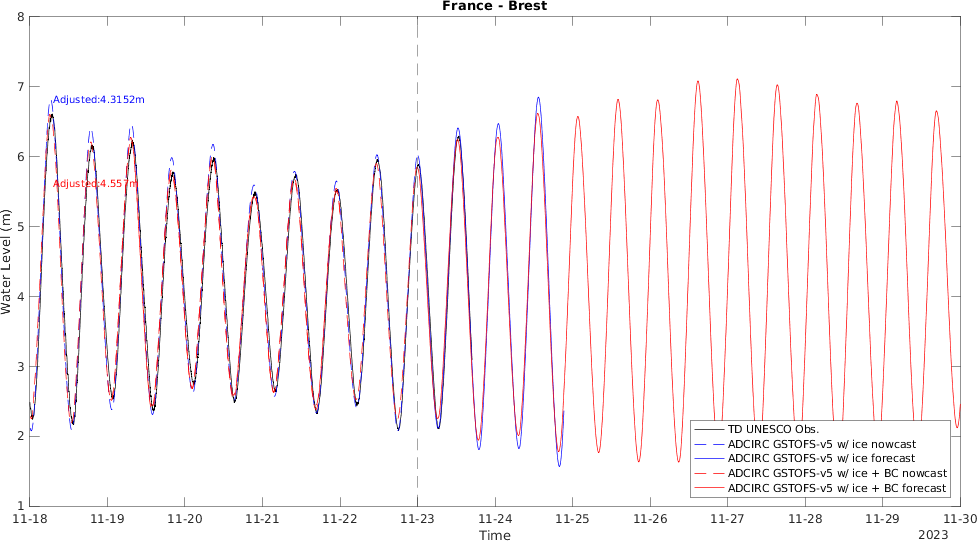 France - Brest
8
7
6
5
4
3
2
1
Water Level (m)
Adjusted:4.3152m
Adjusted:4.557m
TD UNESCO Obs.
ADCIRC GSTOFS-v5 w/ ice nowcast
ADCIRC GSTOFS-v5 w/ ice forecast
ADCIRC GSTOFS-v5 w/ ice + BC nowcast
ADCIRC GSTOFS-v5 w/ ice + BC forecast
11-18 11-19 11-20 11-21 11-22 11-23 11-24 11-25 11-26 11-27 11-28 11-29 11-30
Time
2023